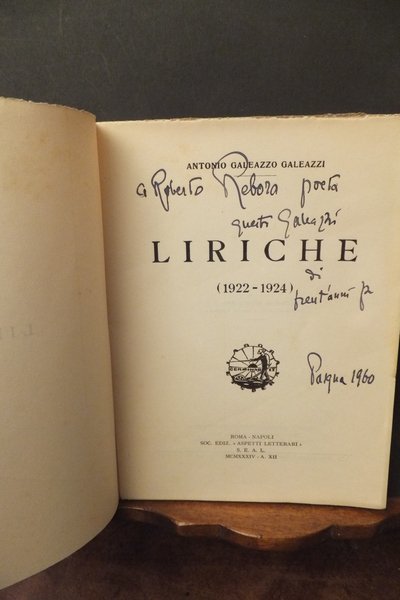 ANTONIO GALEAZZO GALEAZZI
a Roberto Rebora poeta
questo Galeazzi
LIRICHE
di
(1922 - 1924)
trent'anni fa
Pasqua 1960
ROMA - NAPOLI
SOC. EDIZ. « ASPETTI LETTERARI »
S. E. A. L.
MCMXXXIV - A. XII